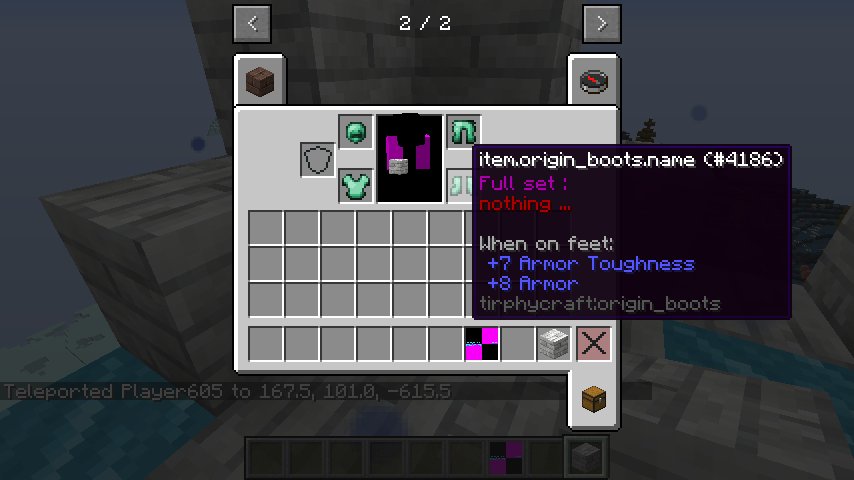 2 / 2
item.origin_boots.name (#4186)
Full set :
nothing ...
When on feet:
+7 Armor Toughness
+8 Armor
tirphycraft:origin_boots
Teleported Player605 to 167.5, 101.0, -615.5